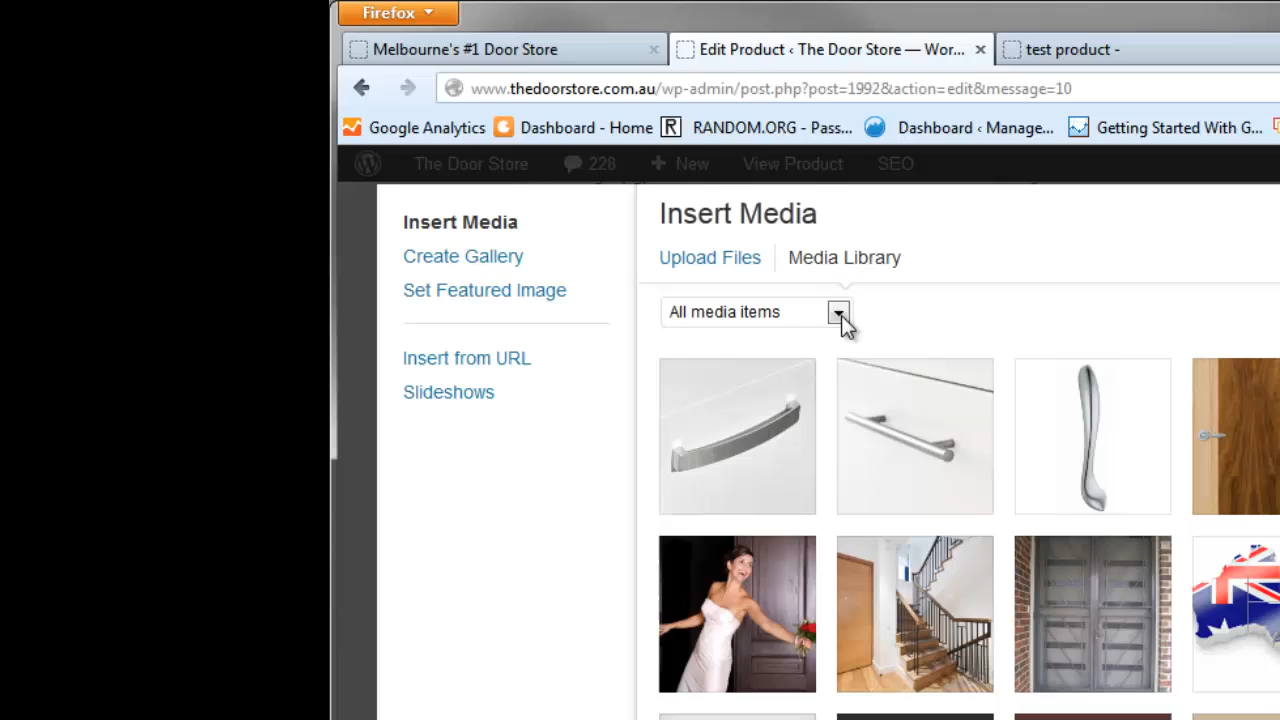 Firefox
Melbourne's #1 Door Store
Edit Product ‹ The Door Store — Wor...
test product -
www.thedoorstore.com.au/wp-admin/post.php?post=1992&action=edit&message=10
Google Analytics
Dashboard - Home
R
RANDOM.ORG - Pass...
Dashboard ‹ Manage...
Getting Started With G...
The Door Store
228
New
View Product
SEO
Insert Media
Create Gallery
Set Featured Image
Insert from URL
Slideshows
Insert Media
Upload Files
Media Library
All media items